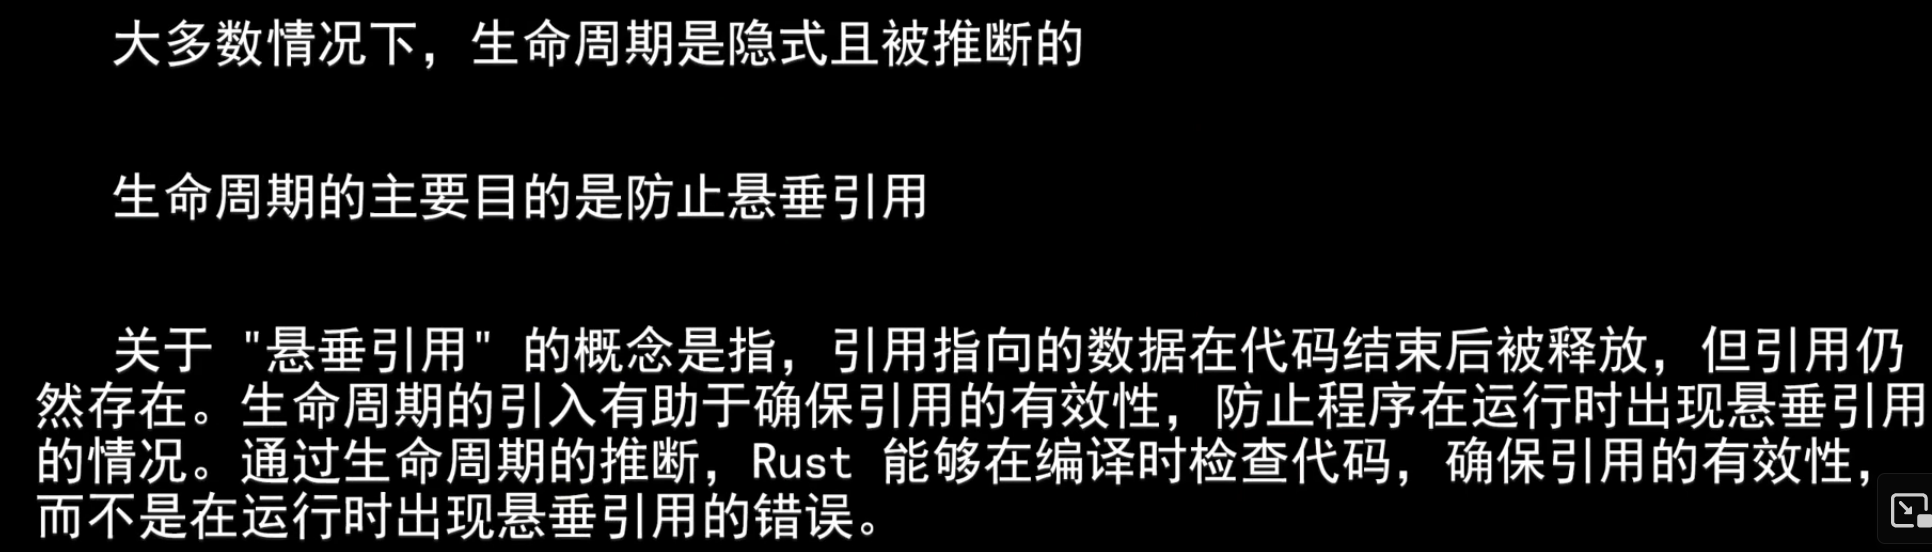 大多数情况下，生命周期是隐式且被推断的
生命周期的主要目的是防止悬垂引用
关于 "悬垂引用" 的概念是指，引用指向的数据在代码结束后被释放，但引用仍
然存在。生命周期的引入有助于确保引用的有效性，防止程序在运行时出现悬垂引用
的情况。通过生命周期的推断，Rust 能够在编译时检查代码，确保引用的有效性，
而不是在运行时出现悬垂引用的错误。